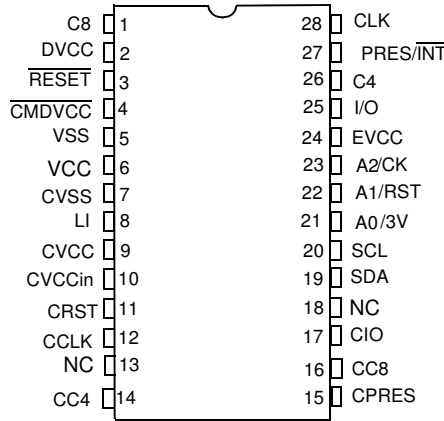 C8 1 28 CLK
DVCC 2 27 PRES/INT
RESET 3 26 C4
CMDVCC 4 25 I/O
VSS 5 24 EVCC
VCC 6 23 A2/CK
CVSS 7 22 A1/RST
LI 8 21 A0/3V
CVCC 9 20 SCL
CVCCin 10 19 SDA
CRST 11 18 NC
CCLK 12 17 CIO
NC 13 16 CC8
CC4 14 15 CPRES